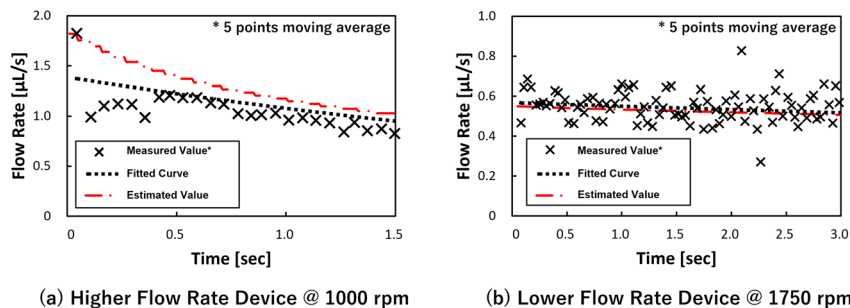 * 5 points moving average
2.0
1.5
1.0
0.5
0
Flow Rate [μL/s]
Measured Value*
Fitted Curve
Estimated Value
0
0.5
1.0
1.5
Time [sec]
(a) Higher Flow Rate Device @ 1000 rpm
* 5 points moving average
1.0
0.8
0.6
0.4
0.2
0
Flow Rate [μL/s]
Measured Value*
Fitted Curve
Estimated Value
0
0.5
1.0
1.5
2.0
2.5
3.0
Time [sec]
(b) Lower Flow Rate Device @ 1750 rpm